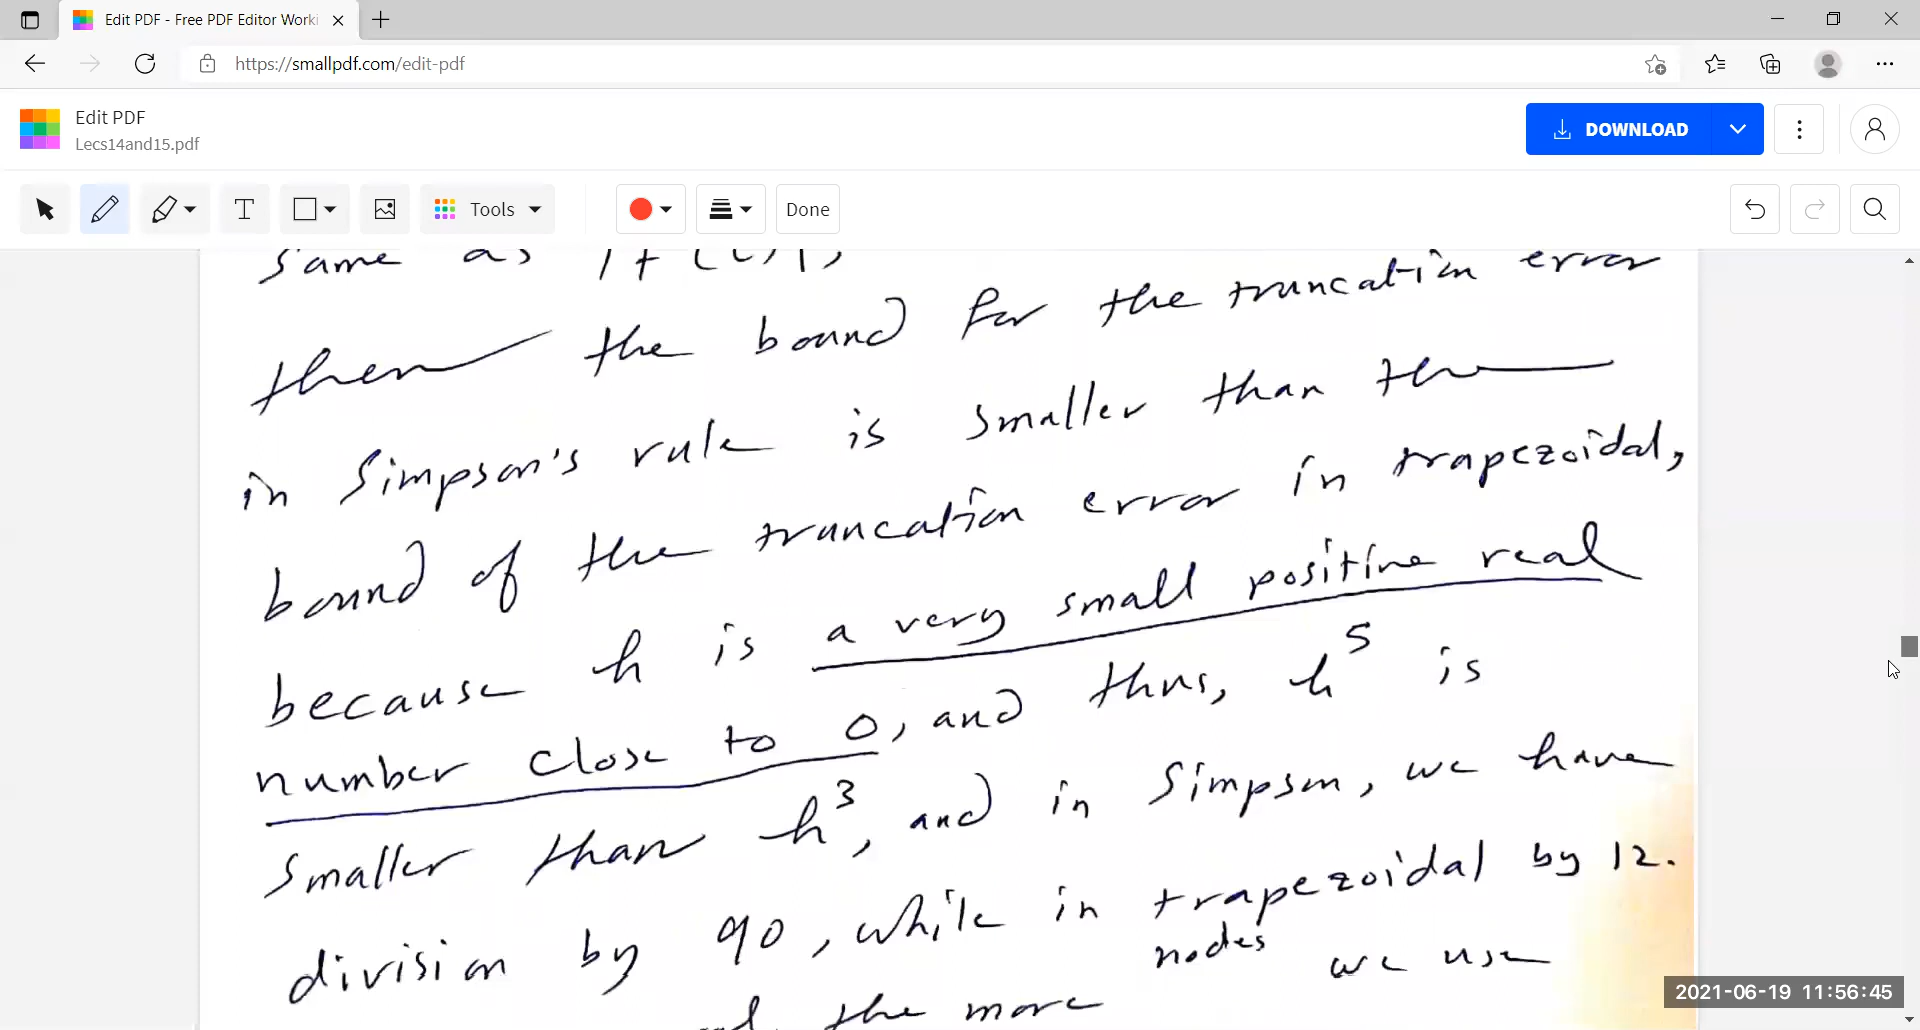 Edit PDF - Free PDF Editor Worki
https://smallpdf.com/edit-pdf
Edit PDF
Lecs14and15.pdf
DOWNLOAD
T Tools Done
same as
then the bound for the truncation error
in Simpson's rule is smaller than the
bound of the truncation error in trapezoidal,
because h is a very small positive real
number close to 0, and thus, h^5 is
smaller than h^3, and in Simpson, we have
division by 90, while in trapezoidal by 12.
the more nodes we use
2021-06-19 11:56:45